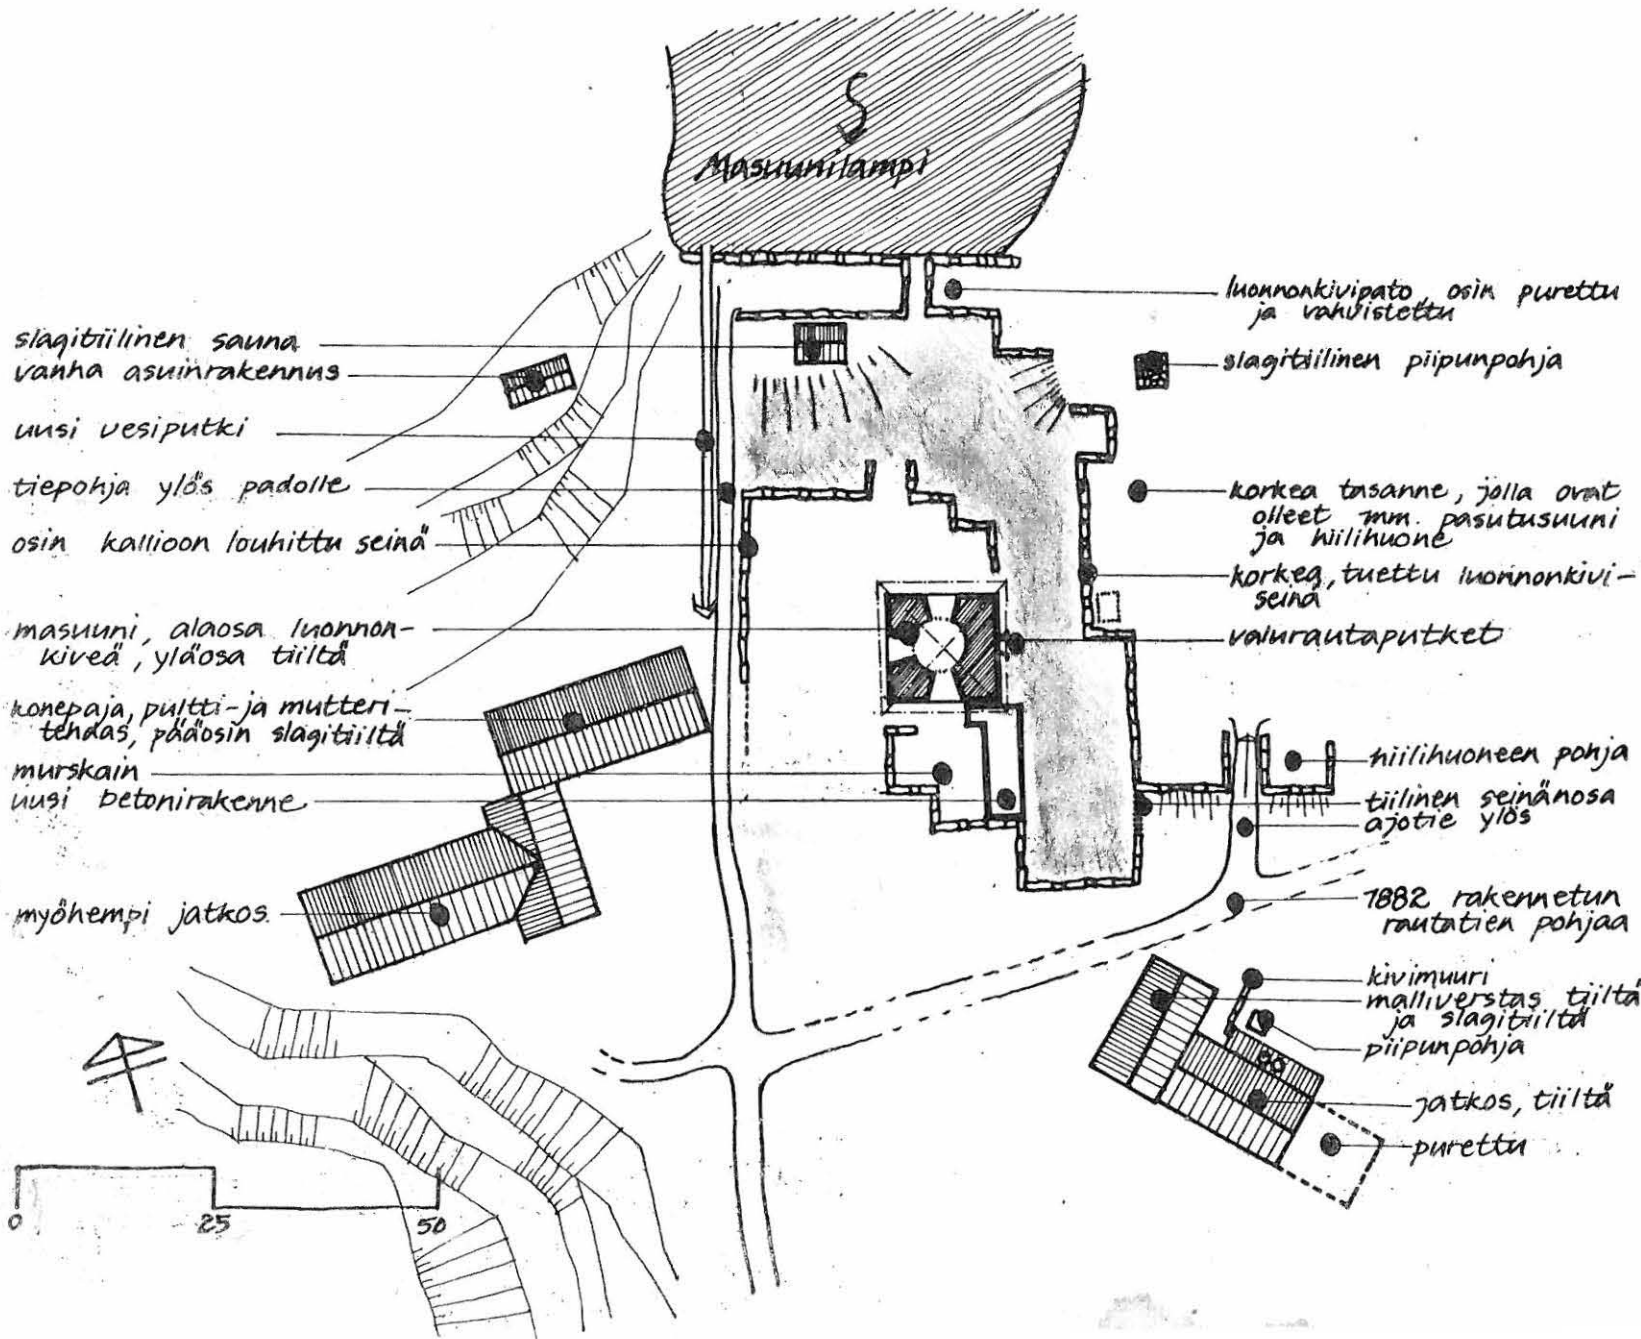 Masuunilampi
slagitiilinen sauna
vanha asuinrakennus
uusi vesiputki
tiepohja ylös padolle
osin kallioon louhittu seinä
masuuni, alaosa luonnon-
kiveä, yläosa tiiltä
konepaja, pultti- ja mutteri-
tehdas, pääosin slagitiiltä
murskain
uusi betonirakenne
myöhempi jatkos
0 25 50
luonnonkivipato, osin purettu
ja vahvistettu
slagitiilinen piipunpohja
korkea tasanne, jolla ovat
olleet mm. pasutusuuni
ja hiilihuone
korkea, tuettu luonnonkivi-
seinä
valurautaputket
hiilihuoneen pohja
tiilinen seinänosa
ajotie ylös
1882 rakennetun
rautatien pohjaa
kivimuuri
malliverstas tiiltä
ja slagitiiltä
piipunpohja
jatkos, tiiltä
purettu